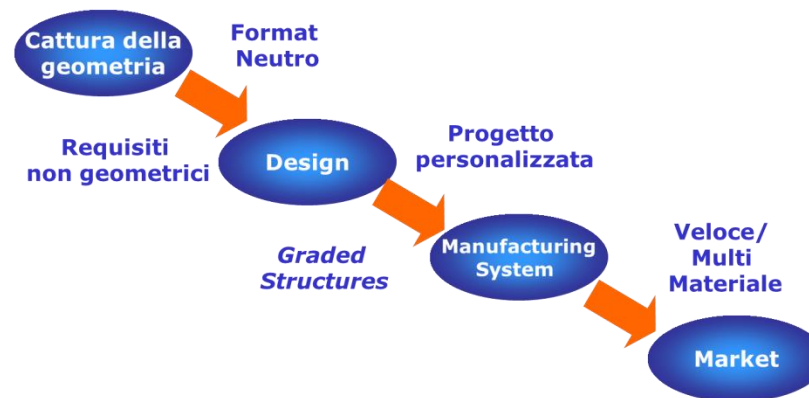 Cattura della
geometria
Format
Neutro
Requisiti
non geometrici
Design
Progetto
personalizzata
Graded
Structures
Manufacturing
System
Veloce/
Multi
Materiale
Market